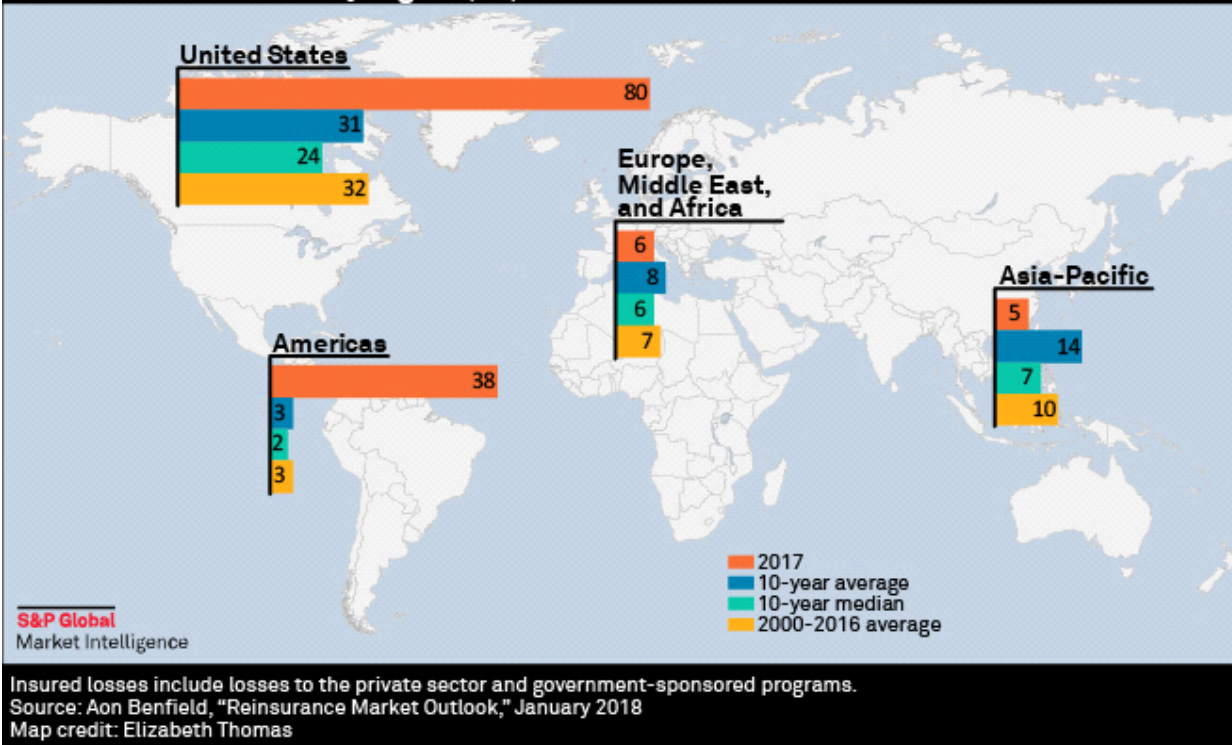 United States
80
31
24
32
Europe,
Middle East,
and Africa
6
8
6
7
Asia-Pacific
5
14
7
10
Americas
38
3
2
3
2017
10-year average
10-year median
2000-2016 average
S&P Global
Market Intelligence
Insured losses include losses to the private sector and government-sponsored programs.
Source: Aon Benfield, “Reinsurance Market Outlook,” January 2018
Map credit: Elizabeth Thomas